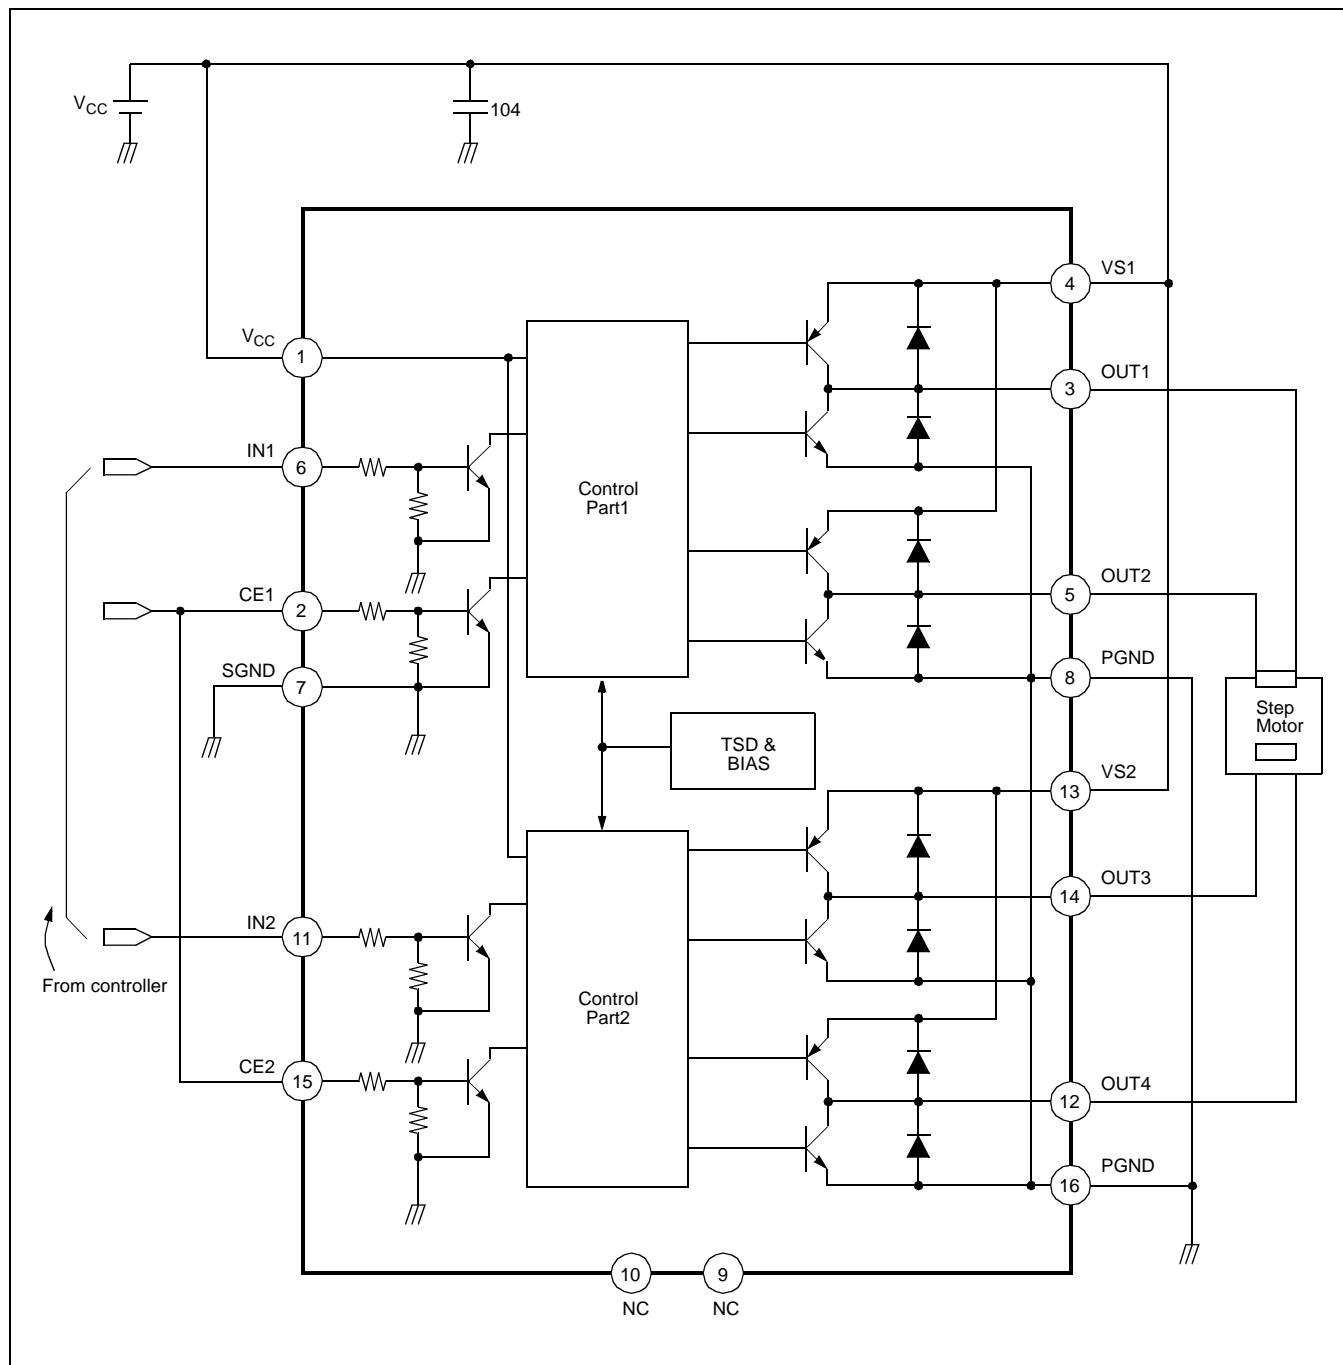 VCC
104
4
VS1
VCC
1
3
OUT1
IN1
6
Control
Part1
CE1
2
5
OUT2
SGND
7
8
PGND
Step
Motor
TSD &
BIAS
13
VS2
14
OUT3
IN2
11
From controller
Control
Part2
CE2
15
12
OUT4
16
PGND
10
9
NC
NC